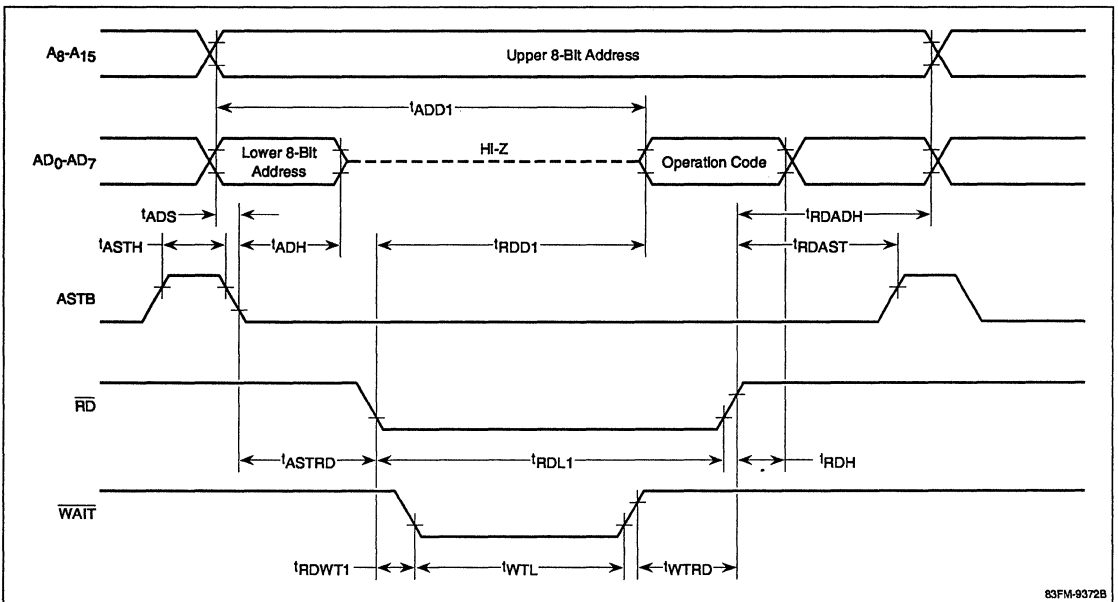 A8-A15
Upper 8-Bit Address
tADD1
AD0-AD7
Lower 8-Bit
Address
HI-Z
Operation Code
tADS
tRDADH
tASTH
tADH
tRDD1
tRDAST
ASTB
RD
tASTRD
tRDL1
tRDH
WAIT
tRDWT1
tWTL
tWTRD
83FM-9372B